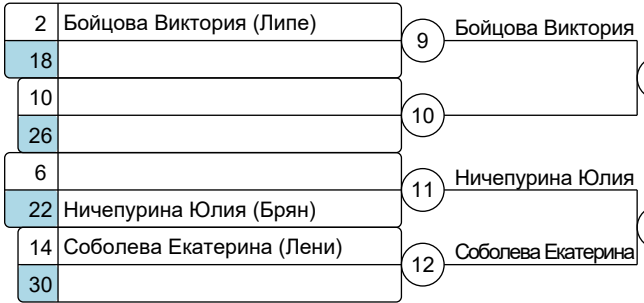 2 Бойцова Виктория (Липе)
18
9 Бойцова Виктория
10
26
10
6
22 Ничепурина Юлия (Брян)
11 Ничепурина Юлия
14 Соболева Екатерина (Лени)
30
12 Соболева Екатерина